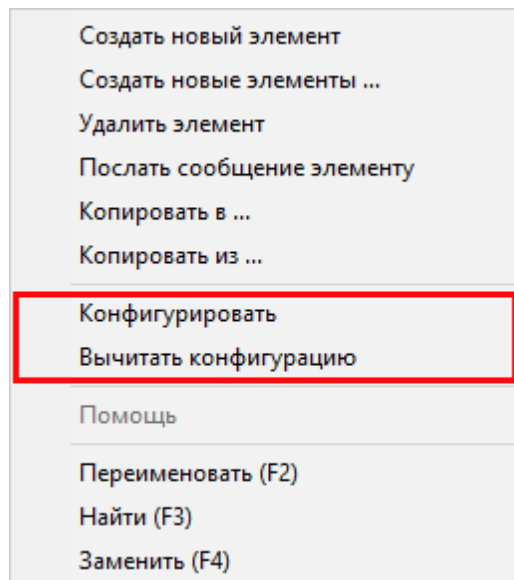 Создать новый элемент
Создать новые элементы ...
Удалить элемент
Послать сообщение элементу
Копировать в ...
Копировать из ...
Конфигурировать
Вычитать конфигурацию
Помощь
Переименовать (F2)
Найти (F3)
Заменить (F4)